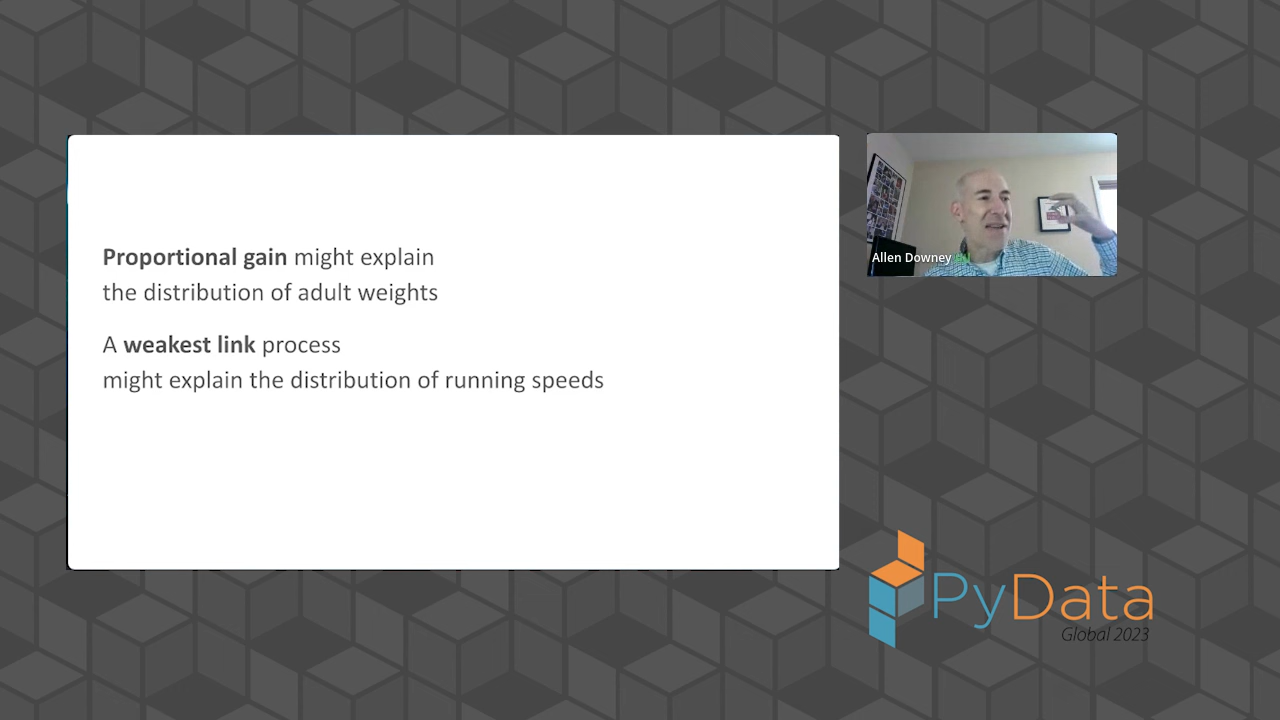 Proportional gain might explain
the distribution of adult weights
A weakest link process
might explain the distribution of running speeds
Allen Downey
PyData
Global 2023